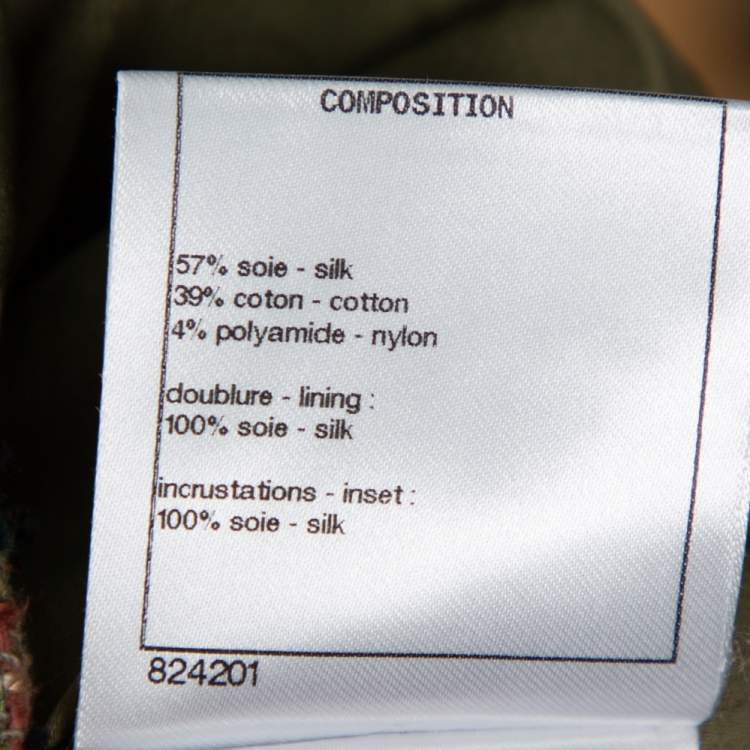 COMPOSITION
57% soie - silk
39% coton - cotton
4% polyamide - nylon
doublure - lining :
100% soie - silk
incrustations - inset :
100% soie - silk
824201